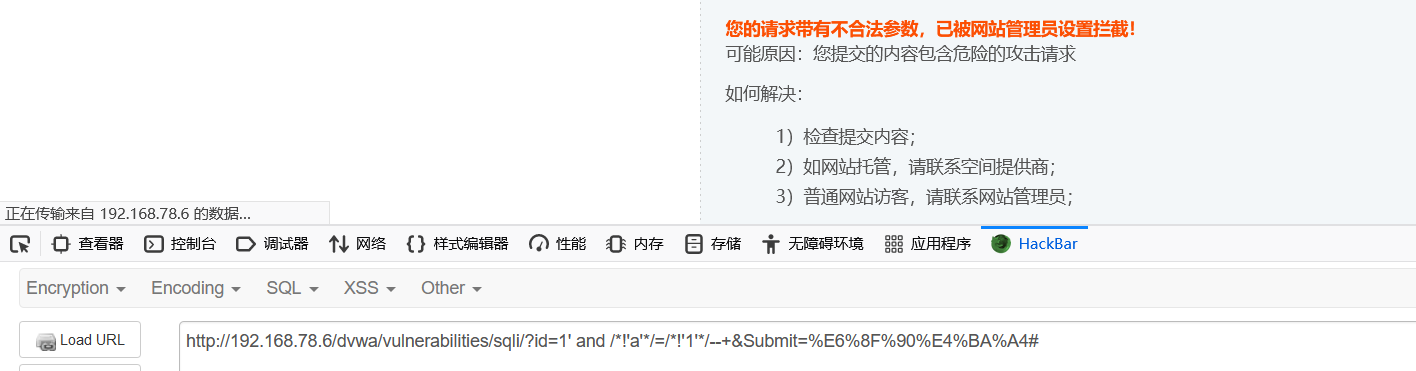 您的请求带有不合法参数，已被网站管理员设置拦截！
可能原因：您提交的内容包含危险的攻击请求
如何解决：
1）检查提交内容；
2）如网站托管，请联系空间提供商；
3）普通网站访客，请联系网站管理员；
正在传输来自 192.168.78.6 的数据...
查看器 控制台 调试器 网络 样式编辑器 性能 内存 存储 无障碍环境 应用程序 HackBar
Encryption Encoding SQL XSS Other
Load URL http://192.168.78.6/dvwa/vulnerabilities/sqli/?id=1' and /*!'a'*/=/*!'1'*/--+&Submit=%E6%8F%90%E4%BA%A4#